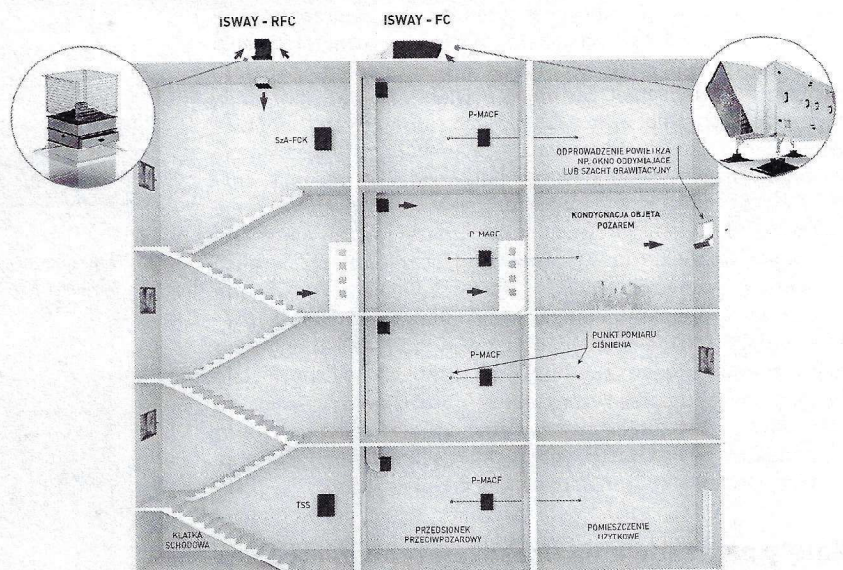 iSWAY - RFC
iSWAY - FC
P-MACF
SzA-FCK
ODPROWADZENIE POWIETRZA
NP. OKNO ODDYMIAJĄCE
LUB SZACHT GRAWITACYJNY
KONDYGNACJA OBJĘTA
POŻAREM
P-MACF
PUNKT POMIARU
CIŚNIENIA
P-MACF
P-MACF
TSS
KLATKA
SCHODOWA
PRZEDSIONEK
PRZECIWPOŻAROWY
POMIESZCZENIE
UŻYTKOWE